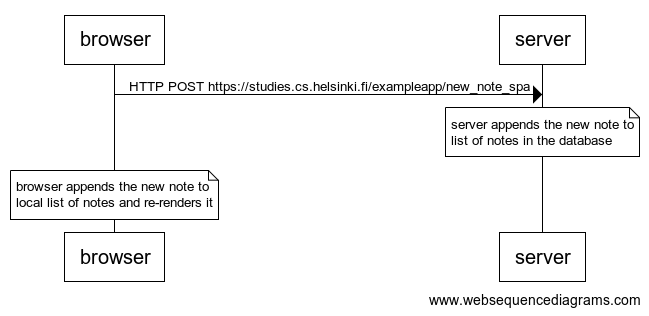 browser
server
HTTP POST https://studies.cs.helsinki.fi/exampleapp/new_note_spa
server appends the new note to
list of notes in the database
browser appends the new note to
local list of notes and re-renders it
browser
server
www.websequencediagrams.com